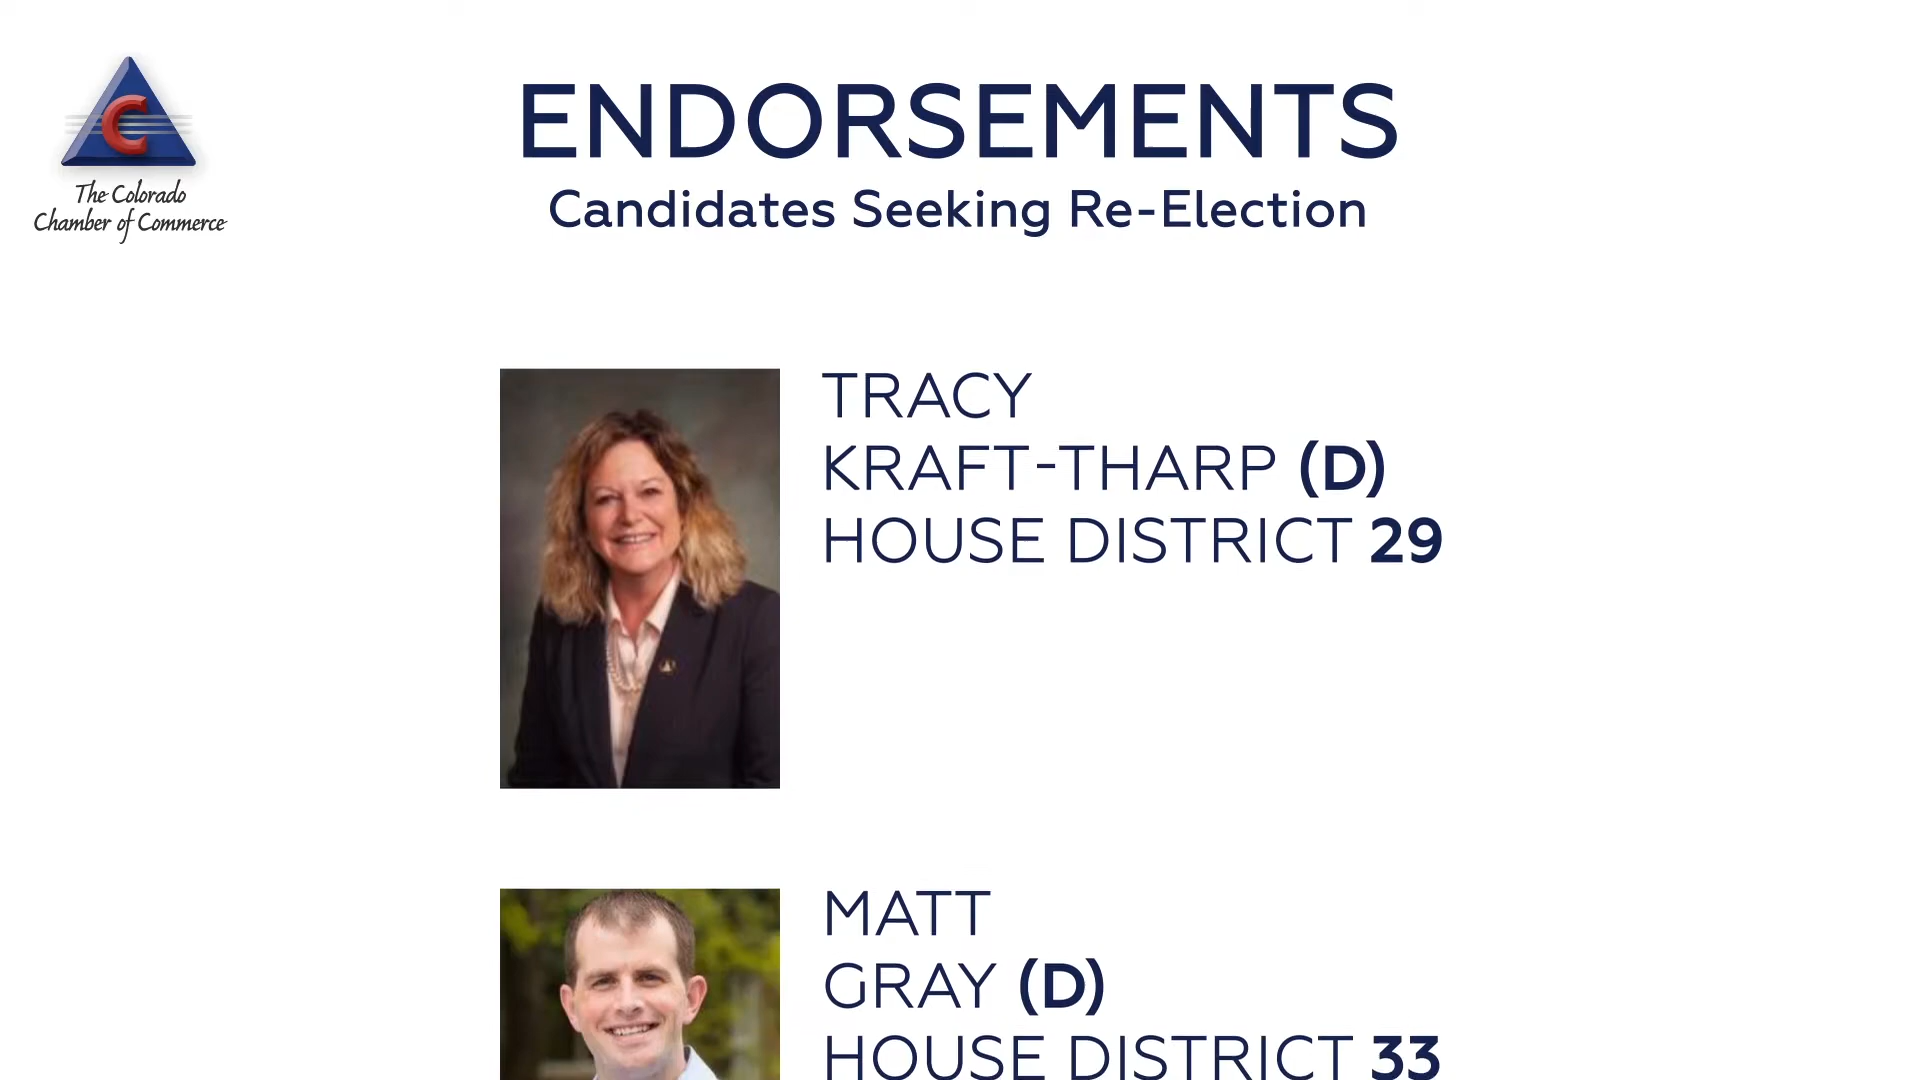 C
The Colorado
Chamber of Commerce
ENDORSEMENTS
Candidates Seeking Re-Election
TRACY
KRAFT-THARP (D)
HOUSE DISTRICT 29
MATT
GRAY (D)
HOUSE DISTRICT 33